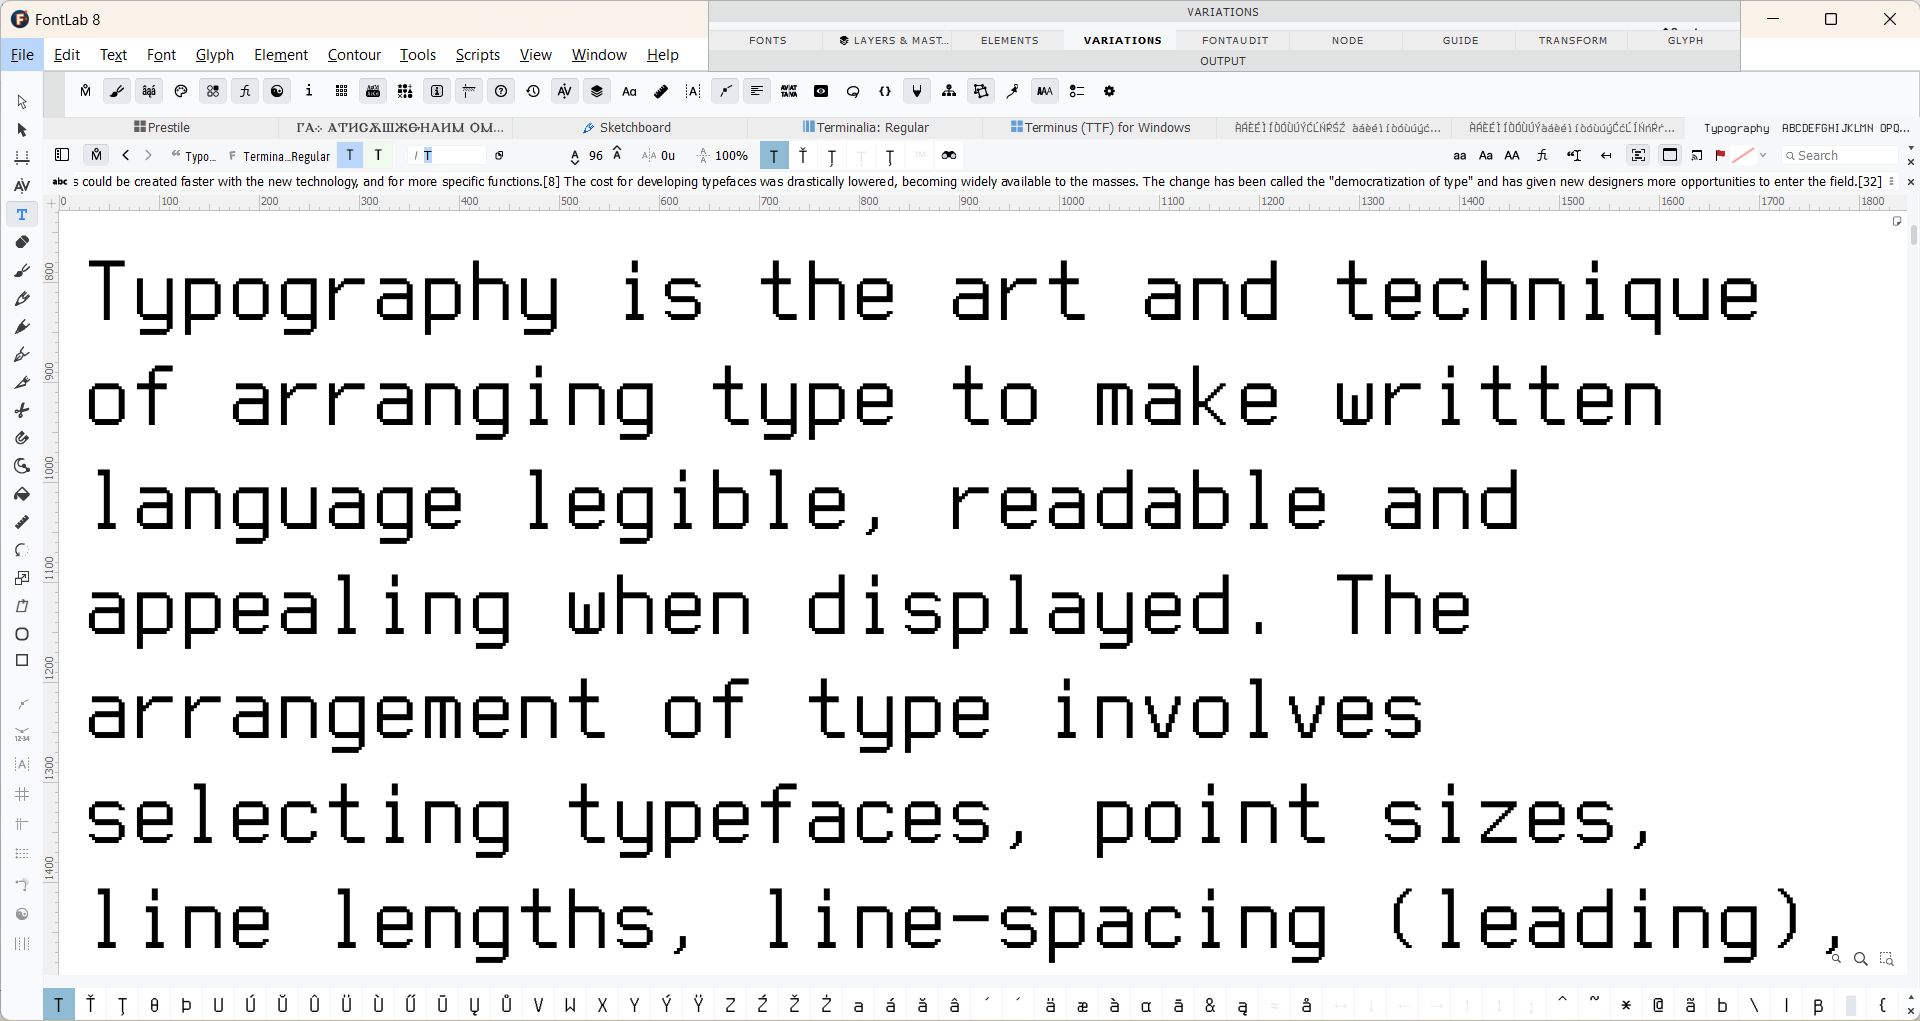 FontLab 8
VARIATIONS
FONTS LAYERS & MAST... ELEMENTS VARIATIONS FONTAUDIT NODE GUIDE TRANSFORM GLYPH
OUTPUT
File Edit Text Font Glyph Element Contour Tools Scripts View Window Help
Prestile Sketchboard Terminalia: Regular Terminus (TTF) for Windows Typography ABCDEFGHIJKLMN OPQ...
Typo... F Termina...Regular T T / T 96 0u 100% T Ť Ţ Ț aa Aa AA Search
abc s could be created faster with the new technology, and for more specific functions.[8] The cost for developing typefaces was drastically lowered, becoming widely available to the masses. The change has been called the "democratization of type" and has given new designers more opportunities to enter the field.[32]
0 100 200 300 400 500 600 700 800 900 1000 1100 1200 1300 1400 1500 1600 1700 1800
800
900
1000
1100
1200
1300
1400
Typography is the art and technique
of arranging type to make written
language legible, readable and
appealing when displayed. The
arrangement of type involves
selecting typefaces, point sizes,
line lengths, line-spacing (leading),
T Ť Ţ θ Þ U Ú Ŭ Û Ü Ù Ű Ū Ų Ů V W X Y Ý Ÿ Z Ź Ž Ż a á ă â ´ ´ ä æ à α ā & ą å ^ ~ * @ ã b \ | β {